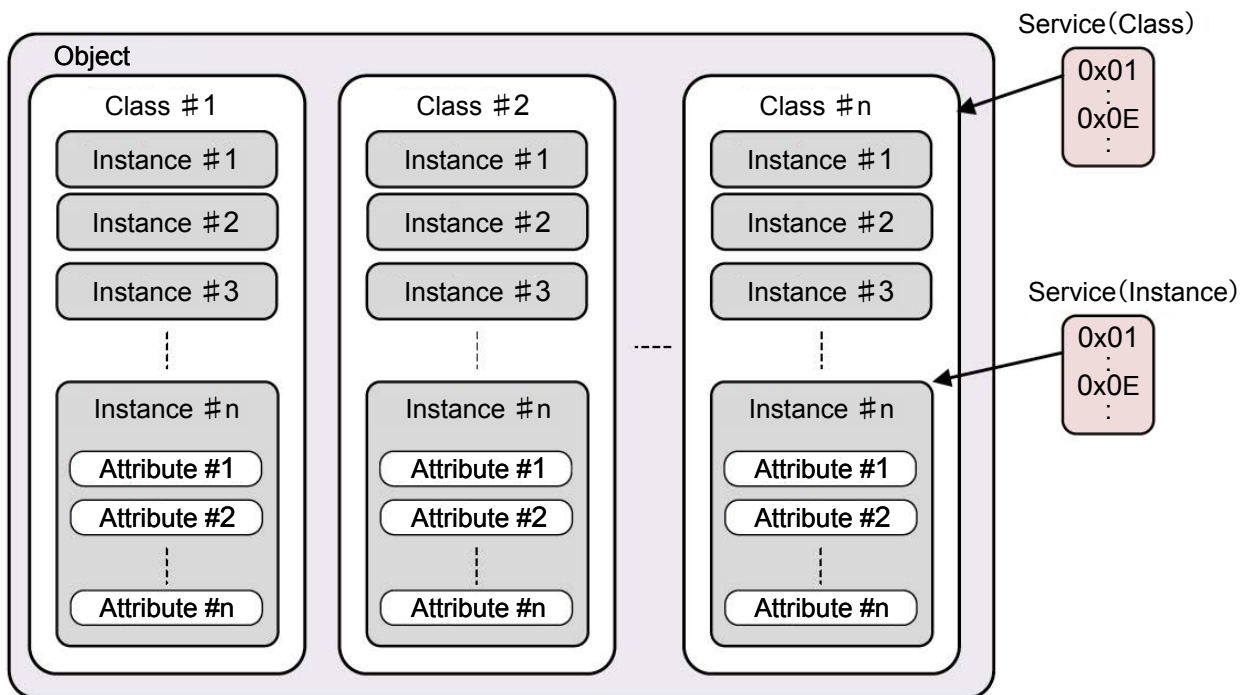 Service(Class)
0x01
:
0x0E
:
Object
Class #1
Instance #1
Instance #2
Instance #3
Instance #n
Attribute #1
Attribute #2
Attribute #n
Class #2
Instance #1
Instance #2
Instance #3
Instance #n
Attribute #1
Attribute #2
Attribute #n
Class #n
Instance #1
Instance #2
Instance #3
Instance #n
Attribute #1
Attribute #2
Attribute #n
Service(Instance)
0x01
:
0x0E
: